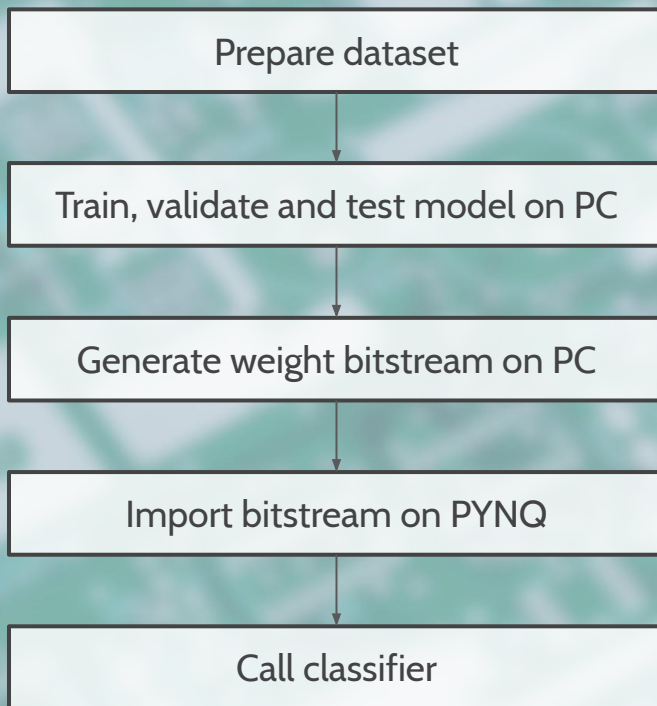 Prepare dataset
Train, validate and test model on PC
Generate weight bitstream on PC
Import bitstream on PYNQ
Call classifier